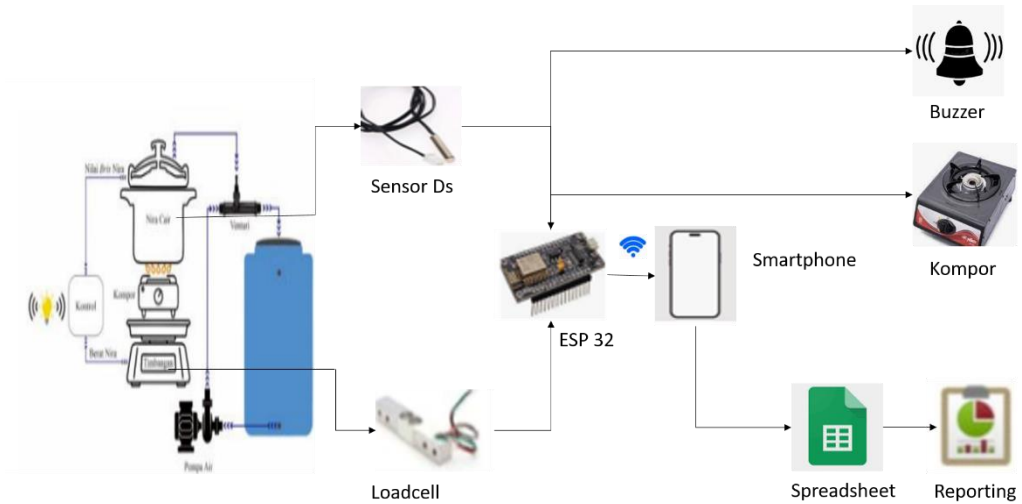 Nilai Brix Nira
Nira Cair
Venturi
Kompor
Kontrol
Berat Nira
Timbangan
Pompa Air
Sensor Ds
Loadcell
ESP 32
Smartphone
Buzzer
Kompor
Spreadsheet
Reporting